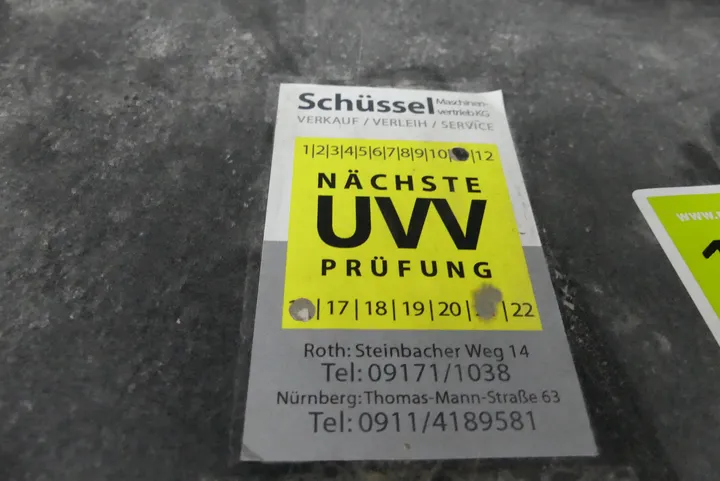 Schüssel Maschinen-
vertrieb KG
VERKAUF / VERLEIH / SERVICE
1|2|3|4|5|6|7|8|9|10| |12
NÄCHSTE
UVV
PRÜFUNG
|17|18|19|20| |22
Roth: Steinbacher Weg 14
Tel: 09171/1038
Nürnberg: Thomas-Mann-Straße 63
Tel: 0911/4189581
www.